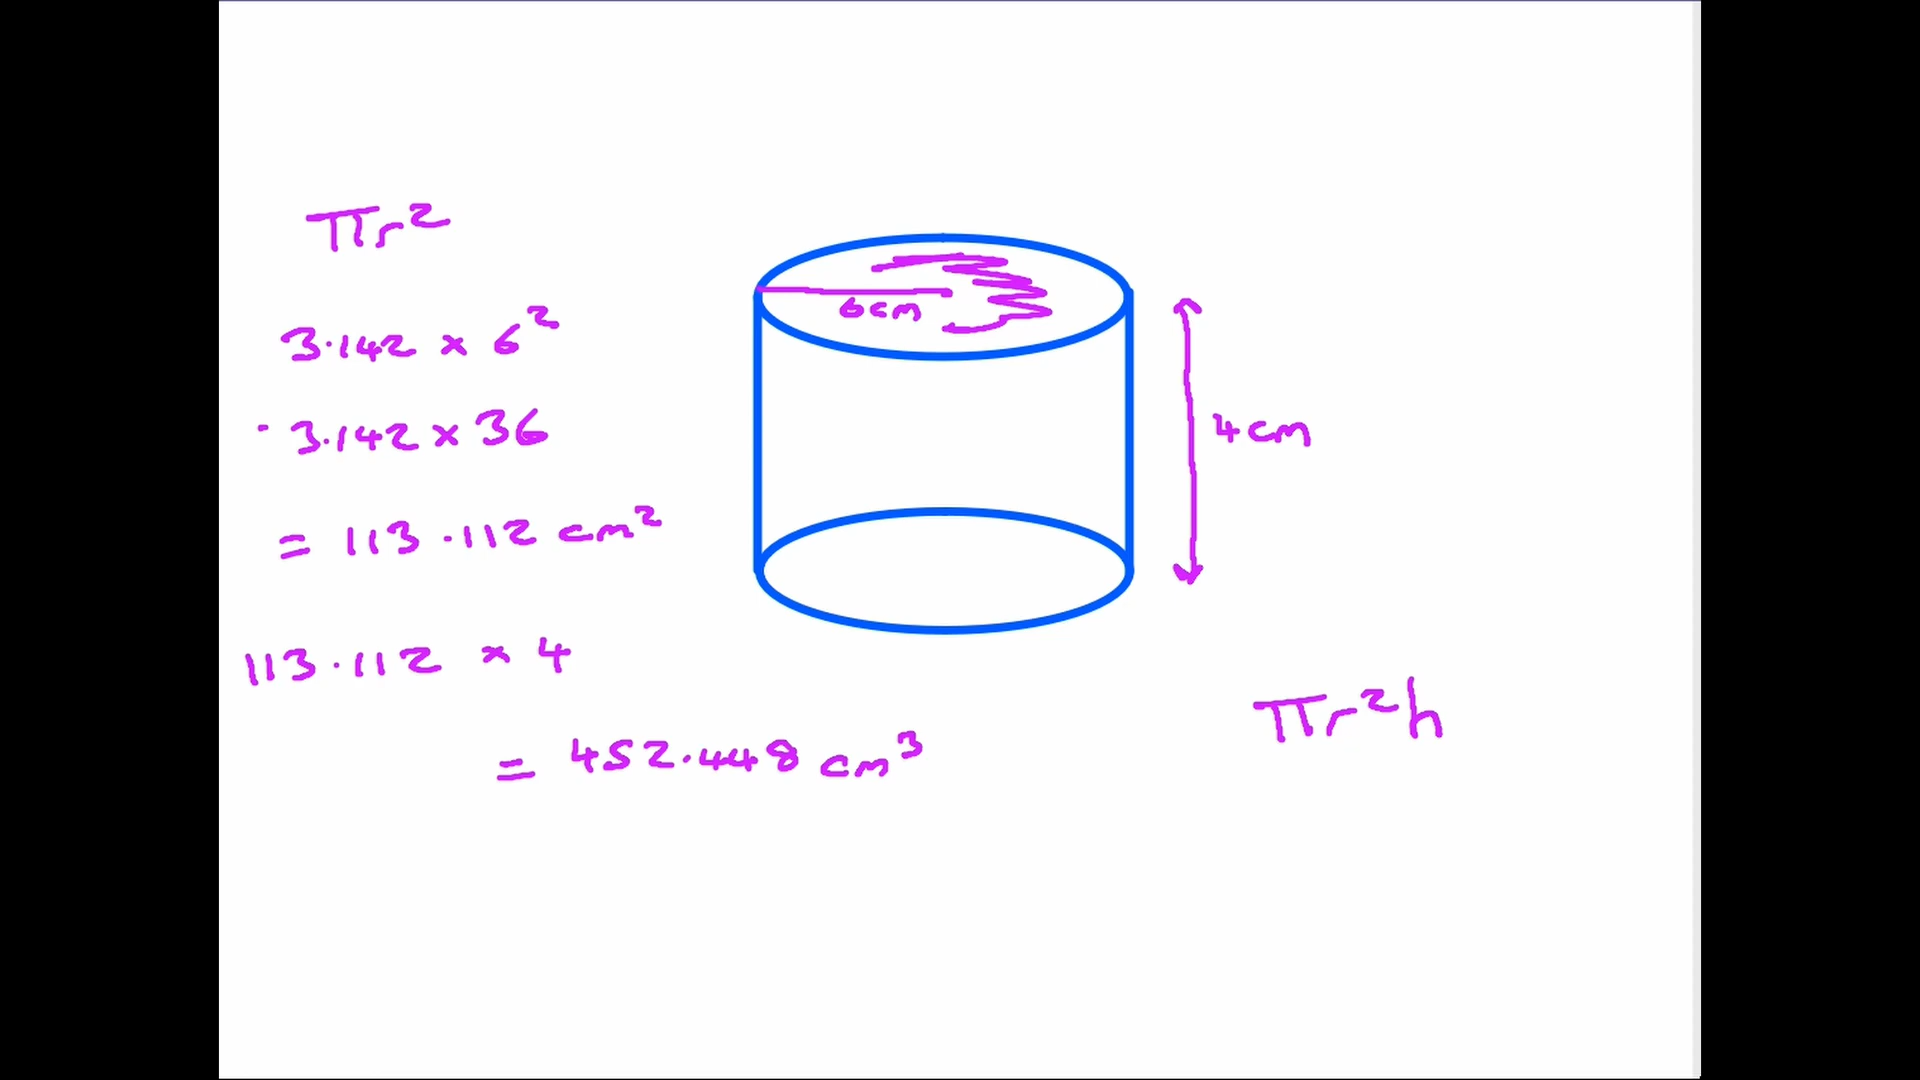 πr²
3.142 × 6²
3.142 × 36
= 113.112 cm²
113.112 × 4
= 452.448 cm³
6cm
4cm
πr²h